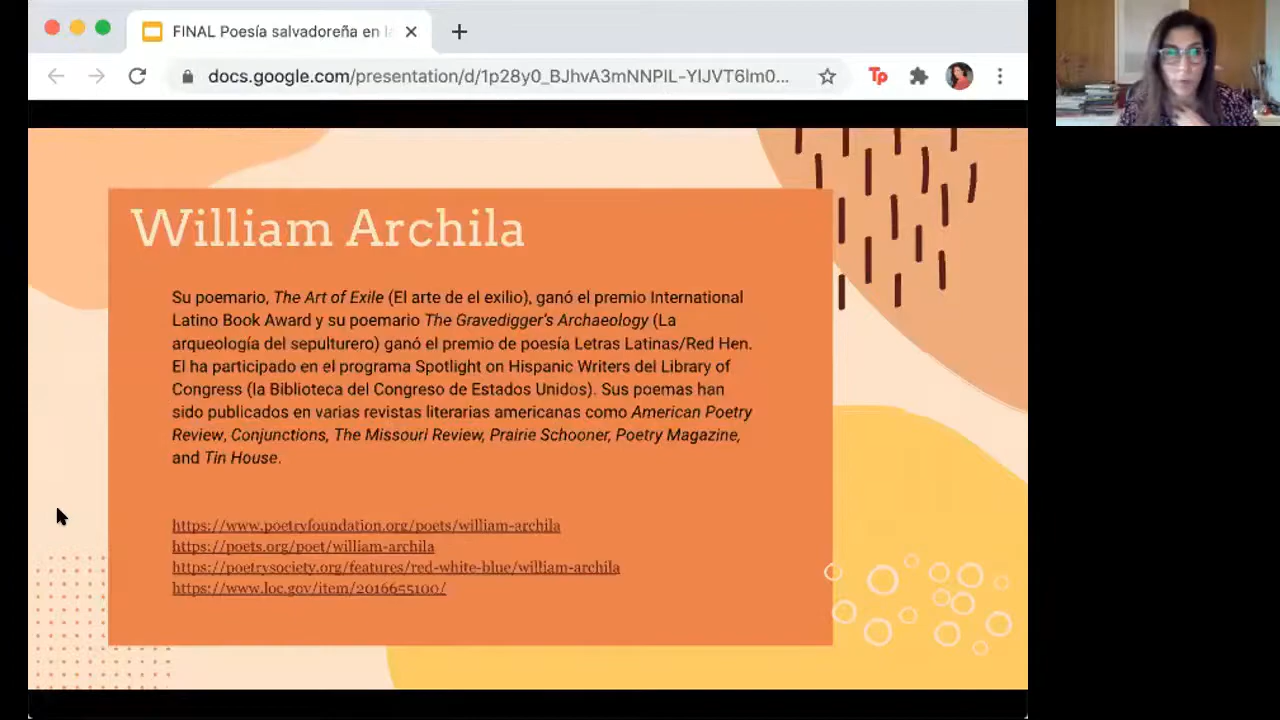 FINAL Poesía salvadoreña en la
docs.google.com/presentation/d/1p28y0_BJhvA3mNNPIL-YIJVT6lm0...
Tp
William Archila
Su poemario, The Art of Exile (El arte de el exilio), ganó el premio International
Latino Book Award y su poemario The Gravedigger's Archaeology (La
arqueología del sepulturero) ganó el premio de poesía Letras Latinas/Red Hen.
El ha participado en el programa Spotlight on Hispanic Writers del Library of
Congress (la Biblioteca del Congreso de Estados Unidos). Sus poemas han
sido publicados en varias revistas literarias americanas como American Poetry
Review, Conjunctions, The Missouri Review, Prairie Schooner, Poetry Magazine,
and Tin House.
https://www.poetryfoundation.org/poets/william-archila
https://poets.org/poet/william-archila
https://poetrysociety.org/features/red-white-blue/william-archila
https://www.loc.gov/item/2016655100/